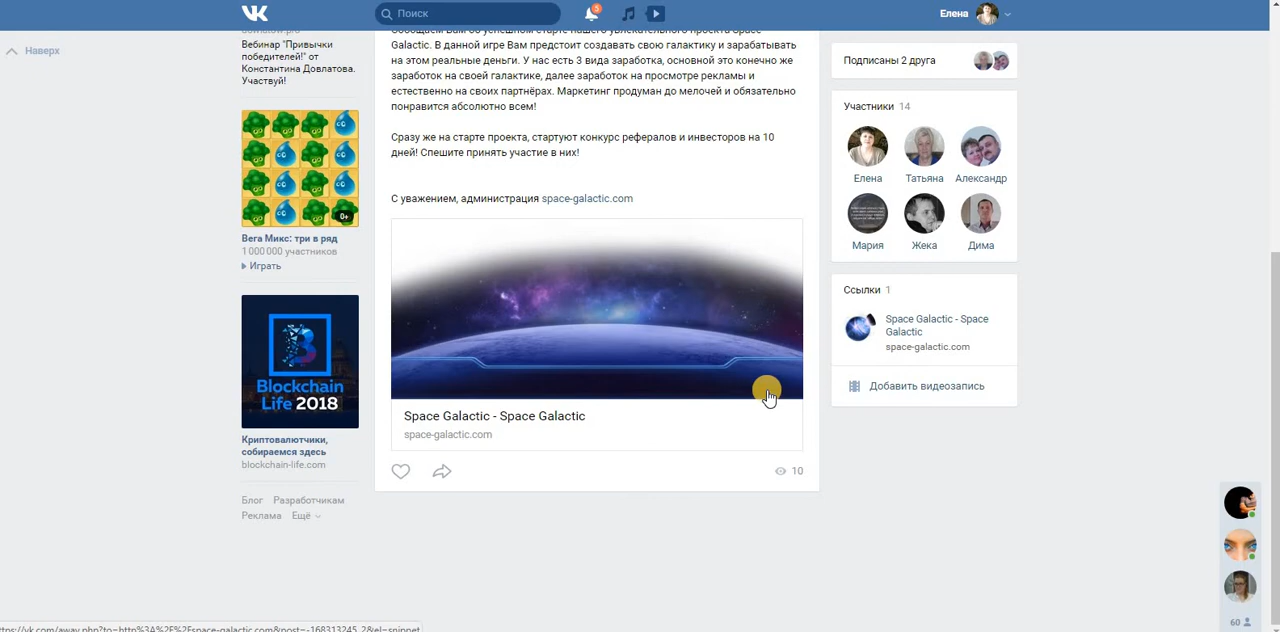 Поиск
5
Елена
Наверх
Вебинар "Привычки
победителей!" от
Константина Довлатова.
Участвуй!
0+
Вега Микс: три в ряд
1 000 000 участников
Играть
Blockchain
Life 2018
Криптовалютчики,
собираемся здесь
blockchain-life.com
Блог Разработчикам
Реклама Ещё
Сообщаем Вам об успешном старте нашего увлекательного проекта Space
Galactic. В данной игре Вам предстоит создавать свою галактику и зарабатывать
на этом реальные деньги. У нас есть 3 вида заработка, основной это конечно же
заработок на своей галактике, далее заработок на просмотре рекламы и
естественно на своих партнёрах. Маркетинг продуман до мелочей и обязательно
понравится абсолютно всем!
Сразу же на старте проекта, стартуют конкурс рефералов и инвесторов на 10
дней! Спешите принять участие в них!
С уважением, администрация space-galactic.com
Space Galactic - Space Galactic
space-galactic.com
10
Подписаны 2 друга
Участники 14
Елена Татьяна Александр
Мария Жека Дима
Ссылки 1
Space Galactic - Space
Galactic
space-galactic.com
Добавить видеозапись
60